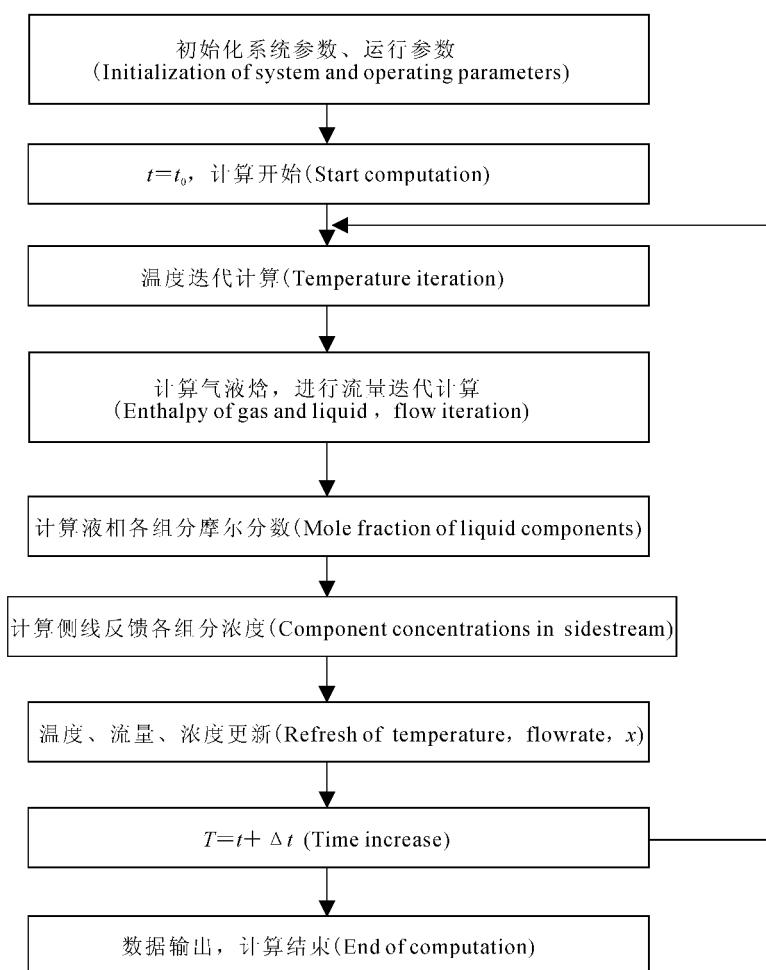 初始化系统参数、运行参数
(Initialization of system and operating parameters)
t=t₀, 计算开始(Start computation)
温度迭代计算(Temperature iteration)
计算气液焓，进行流量迭代计算
(Enthalpy of gas and liquid , flow iteration)
计算液相各组分摩尔分数(Mole fraction of liquid components)
计算侧线反馈各组分浓度(Component concentrations in sidestream)
温度、流量、浓度更新(Refresh of temperature, flowrate, x)
T=t+ Δt (Time increase)
数据输出，计算结束(End of computation)